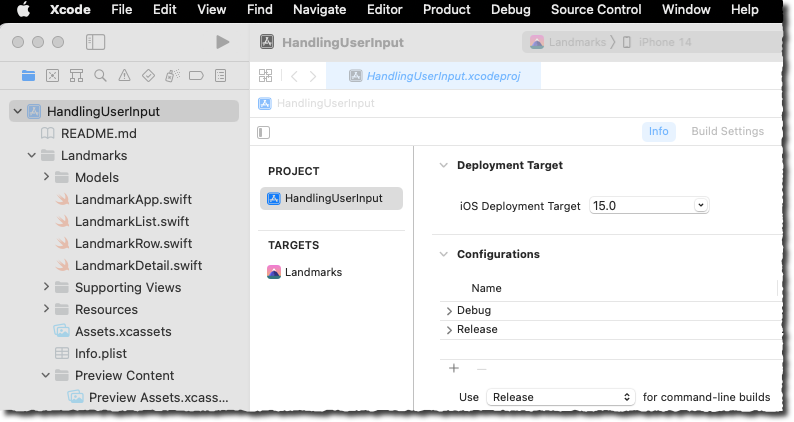 Xcode File Edit View Find Navigate Editor Product Debug Source Control Window Help
HandlingUserInput
Landmarks iPhone 14
HandlingUserInput.xcodeproj
HandlingUserInput
Info Build Settings
HandlingUserInput
README.md
Landmarks
Models
LandmarkApp.swift
LandmarkList.swift
LandmarkRow.swift
LandmarkDetail.swift
Supporting Views
Resources
Assets.xcassets
Info.plist
Preview Content
Preview Assets.xcass...
PROJECT
HandlingUserInput
TARGETS
Landmarks
Deployment Target
iOS Deployment Target 15.0
Configurations
Name
Debug
Release
Use Release for command-line builds